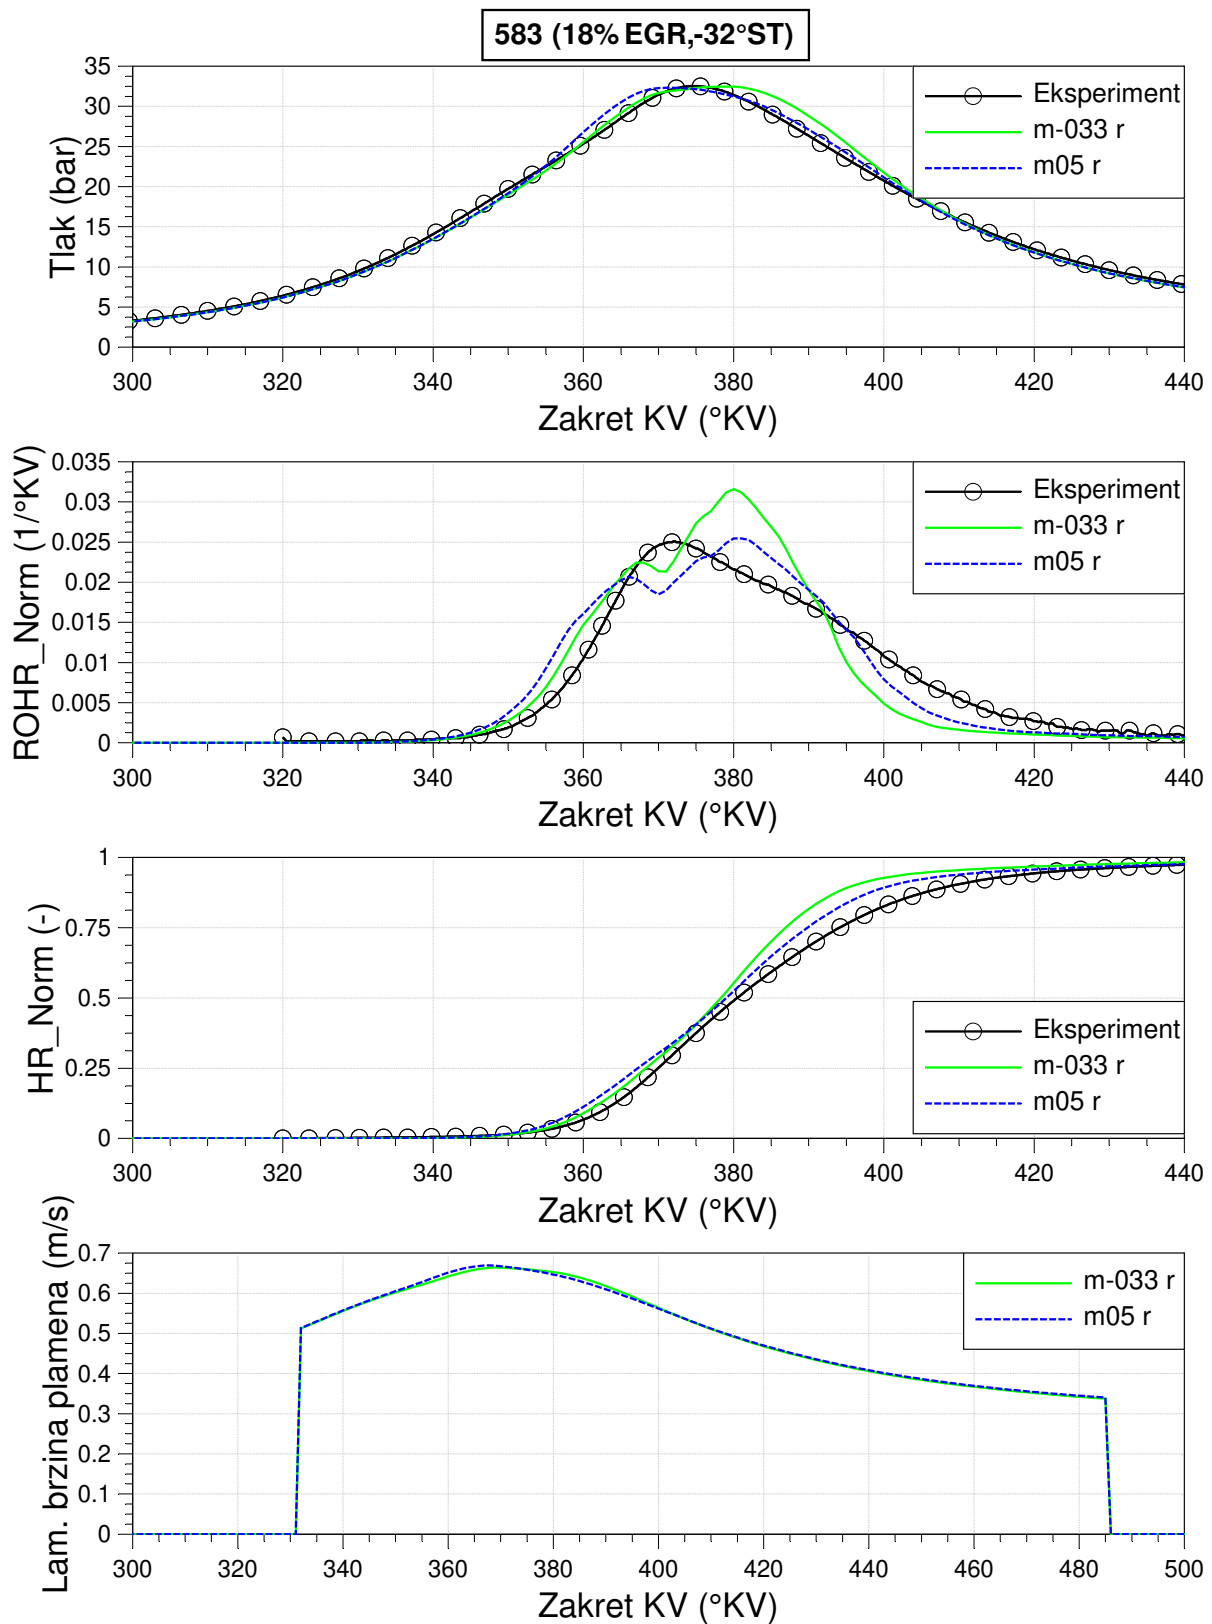 583 (18% EGR,-32°ST)
Tlak (bar)
35
30
25
20
15
10
5
0
Eksperiment
m-033 r
m05 r
300 320 340 360 380 400 420 440
Zakret KV (°KV)
ROHR_Norm (1/°KV)
0.035
0.03
0.025
0.02
0.015
0.01
0.005
0
Eksperiment
m-033 r
m05 r
300 320 340 360 380 400 420 440
Zakret KV (°KV)
HR_Norm (-)
1
0.75
0.5
0.25
0
Eksperiment
m-033 r
m05 r
300 320 340 360 380 400 420 440
Zakret KV (°KV)
Lam. brzina plamena (m/s)
0.7
0.6
0.5
0.4
0.3
0.2
0.1
0
m-033 r
m05 r
300 320 340 360 380 400 420 440 460 480 500
Zakret KV (°KV)